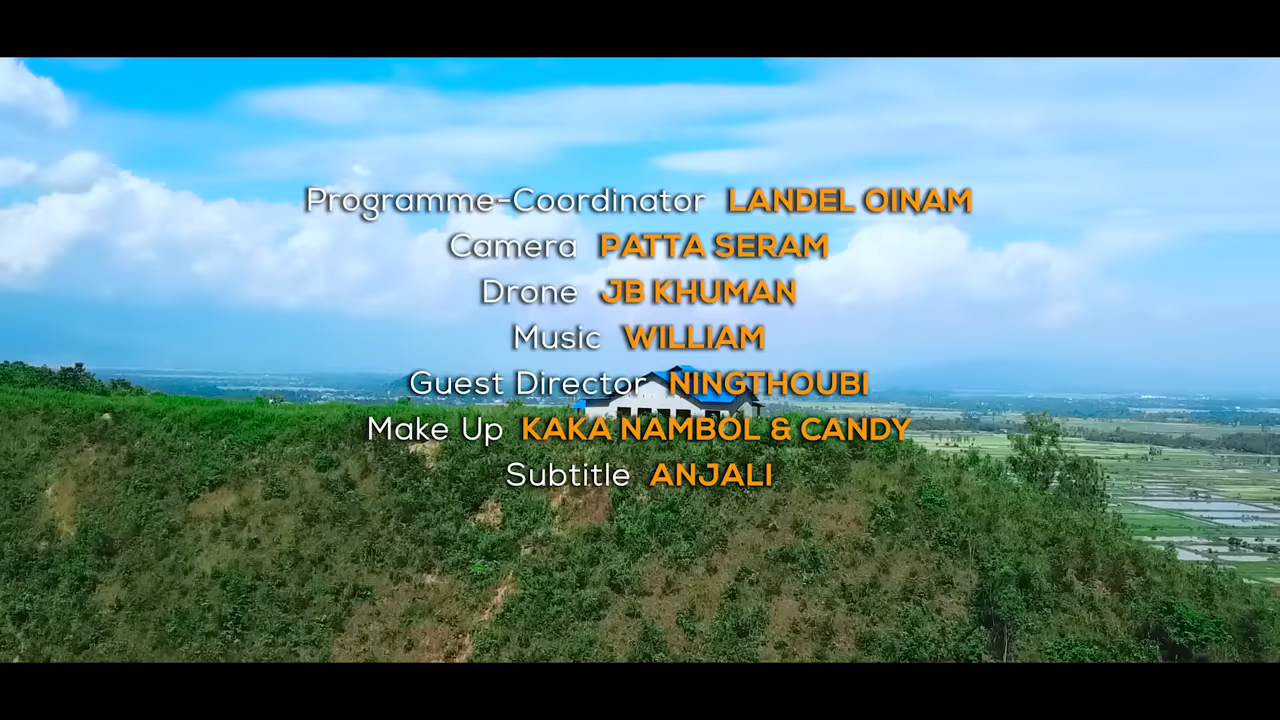 Programme-Coordinator LANDEL OINAM
Camera PATTA SERAM
Drone JB KHUMAN
Music WILLIAM
Guest Director NINGTHOUBI
Make Up KAKA NAMBOL & CANDY
Subtitle ANJALI